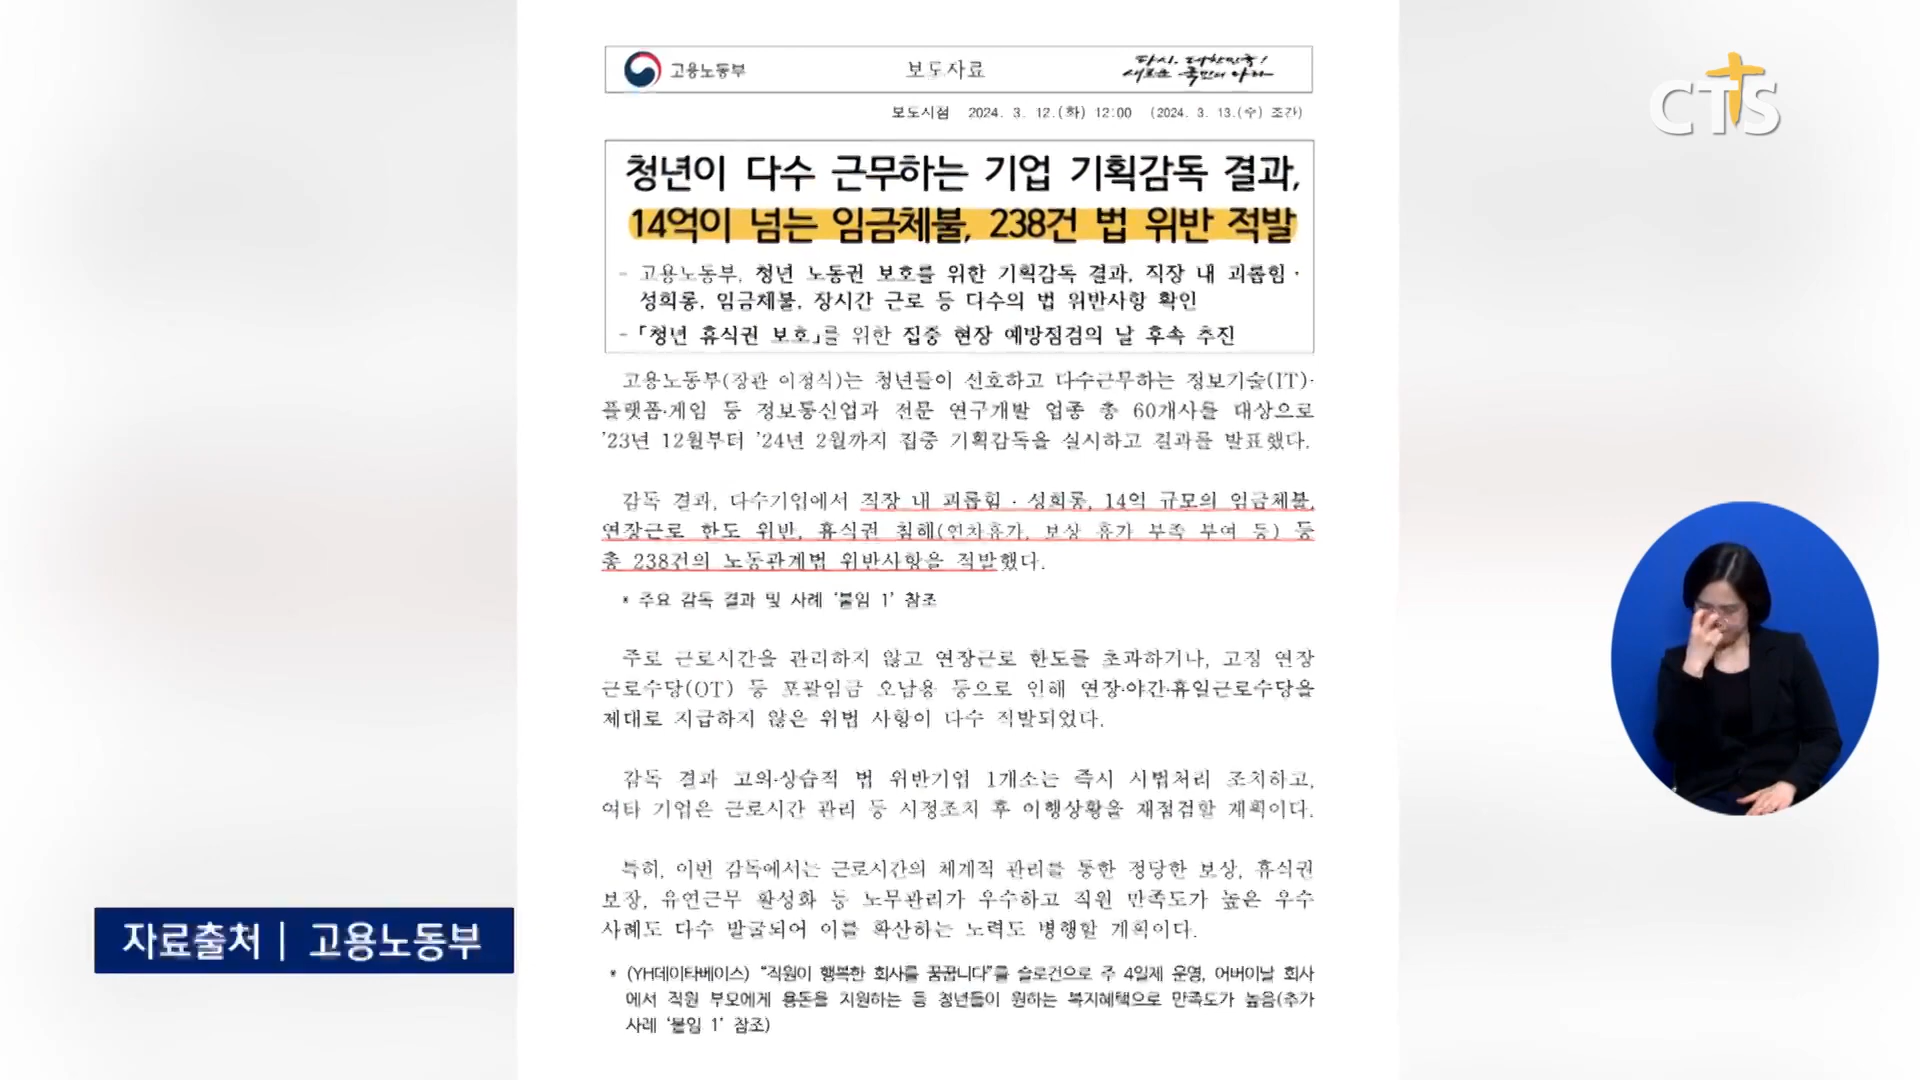 고용노동부
보도자료
다시, 대한민국!
새로운 국민의 나라
CTS
보도시점 2024. 3. 12.(화) 12:00 (2024. 3. 13.(수) 조간)
청년이 다수 근무하는 기업 기획감독 결과,
14억이 넘는 임금체불, 238건 법 위반 적발
- 고용노동부, 청년 노동권 보호를 위한 기획감독 결과, 직장 내 괴롭힘·
성희롱, 임금체불, 장시간 근로 등 다수의 법 위반사항 확인
- 「청년 휴식권 보호」를 위한 집중 현장 예방점검의 날 후속 추진
고용노동부(장관 이정식)는 청년들이 선호하고 다수근무하는 정보기술(IT)·
플랫폼·게임 등 정보통신업과 전문 연구개발 업종 총 60개사를 대상으로
'23년 12월부터 '24년 2월까지 집중 기획감독을 실시하고 결과를 발표했다.
감독 결과, 다수기업에서 직장 내 괴롭힘 · 성희롱, 14억 규모의 임금체불,
연장근로 한도 위반, 휴식권 침해(연차휴가, 보상 휴가 부족 부여 등) 등
총 238건의 노동관계법 위반사항을 적발했다.
* 주요 감독 결과 및 사례 '붙임 1' 참조
주로 근로시간을 관리하지 않고 연장근로 한도를 초과하거나, 고정 연장
근로수당(OT) 등 포괄임금 오남용 등으로 인해 연장·야간·휴일근로수당을
제대로 지급하지 않은 위법 사항이 다수 적발되었다.
감독 결과 고의·상습적 법 위반기업 1개소는 즉시 사법처리 조치하고,
여타 기업은 근로시간 관리 등 시정조치 후 이행상황을 재점검할 계획이다.
특히, 이번 감독에서는 근로시간의 체계적 관리를 통한 정당한 보상, 휴식권
보장, 유연근무 활성화 등 노무관리가 우수하고 직원 만족도가 높은 우수
사례도 다수 발굴되어 이를 확산하는 노력도 병행할 계획이다.
* (YH데이타베이스) "직원이 행복한 회사를 꿈꿉니다"를 슬로건으로 주 4일제 운영, 어버이날 회사
에서 직원 부모에게 용돈을 지원하는 등 청년들이 원하는 복지혜택으로 만족도가 높음(추가
사례 '붙임 1' 참조)
자료출처 | 고용노동부